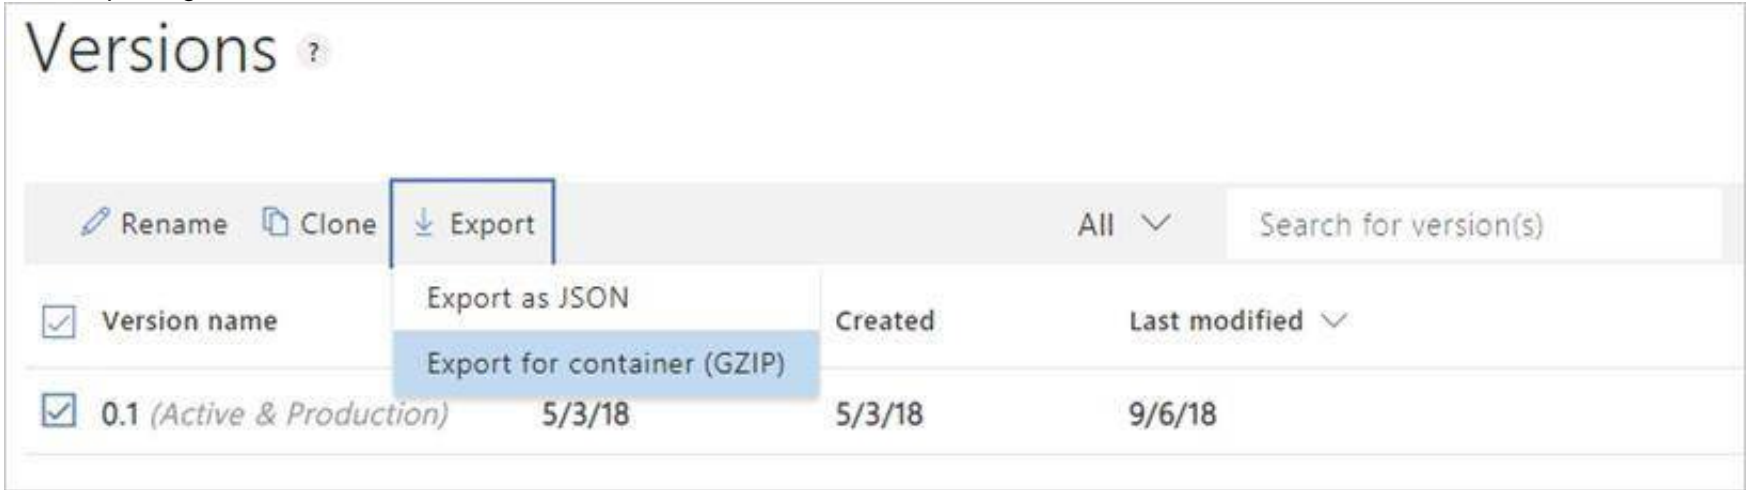 Versions ?
Rename Clone Export All Search for version(s)
Export as JSON
Version name Created Last modified
Export for container (GZIP)
0.1 (Active & Production) 5/3/18 5/3/18 9/6/18